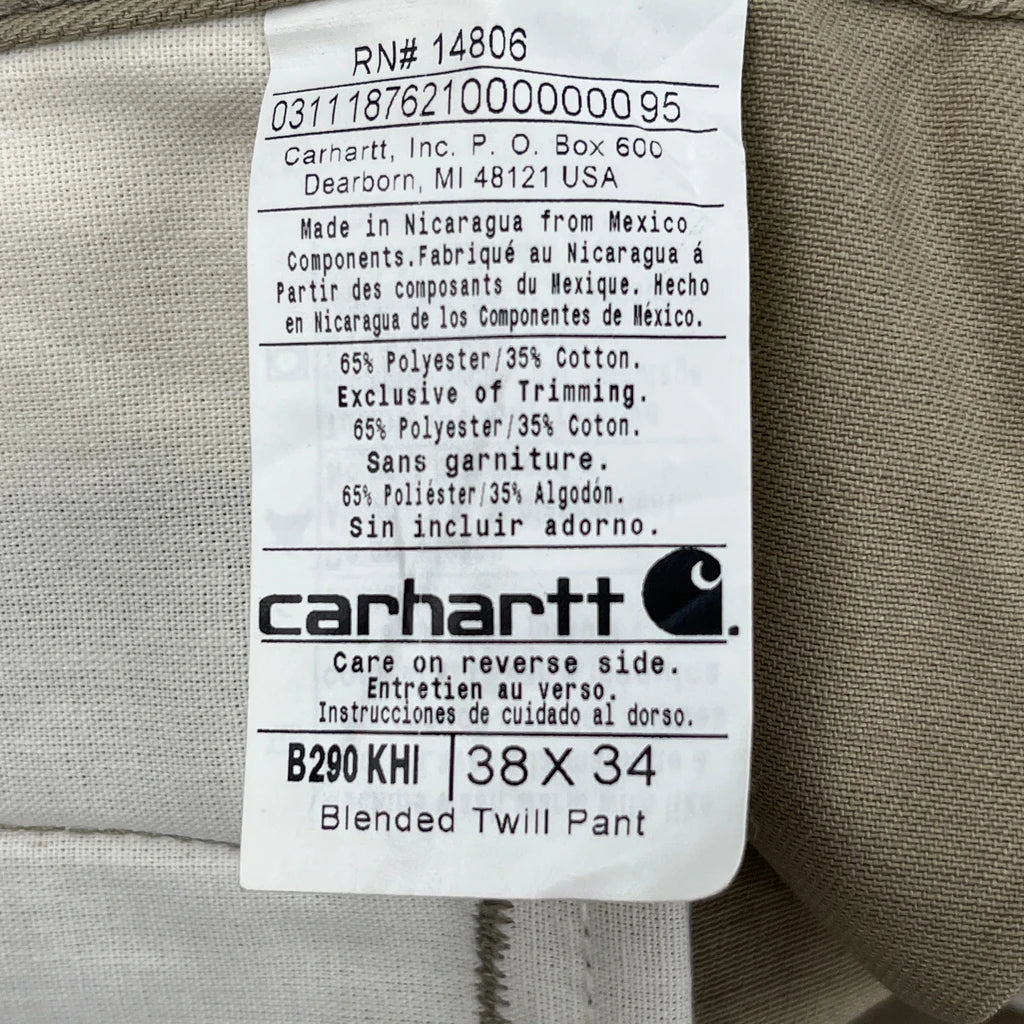 RN# 14806
031118762100000000095
Carhartt, Inc. P. O. Box 600
Dearborn, MI 48121 USA
Made in Nicaragua from Mexico
Components.Fabriqué au Nicaragua á
Partir des composants du Mexique. Hecho
en Nicaragua de los Componentes de México.
65% Polyester/35% Cotton.
Exclusive of Trimming.
65% Polyester/35% Coton.
Sans garniture.
65% Poliéster/35% Algodón.
Sin incluir adorno.
carhartt
Care on reverse side.
Entretien au verso.
Instrucciones de cuidado al dorso.
B290 KHI 38 X 34
Blended Twill Pant